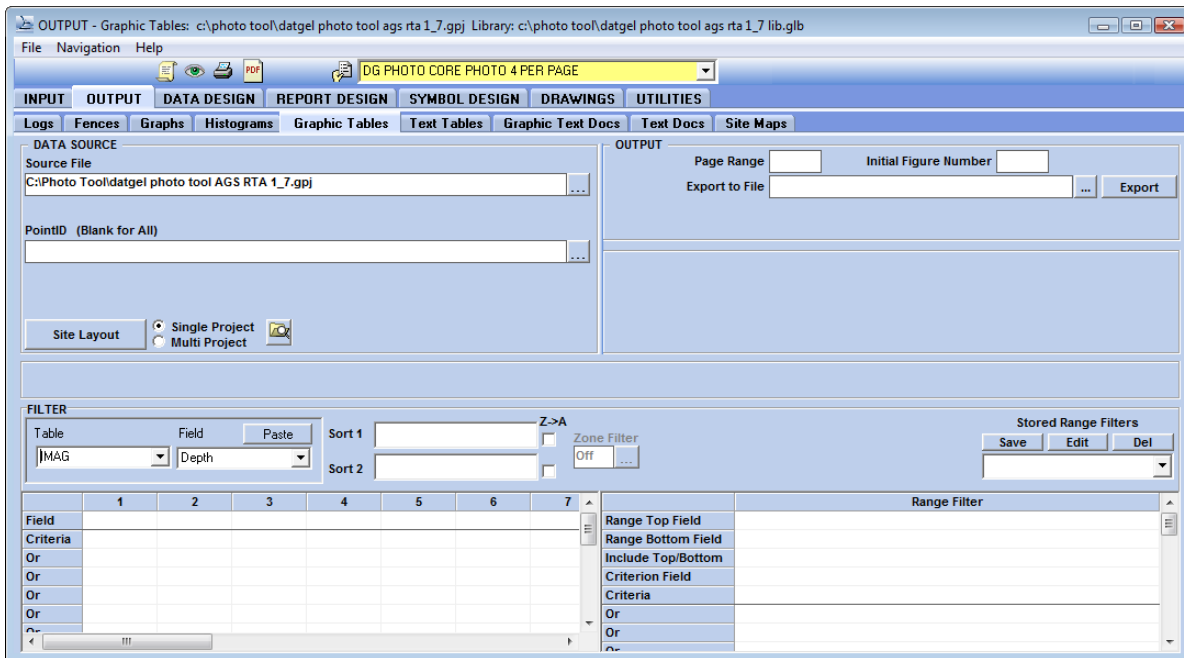 OUTPUT - Graphic Tables: c:\photo tool\datgel photo tool ags rta 1_7.gpj Library: c:\photo tool\datgel photo tool ags rta 1_7 lib.glb
File Navigation Help
PDF DG PHOTO CORE PHOTO 4 PER PAGE
INPUT OUTPUT DATA DESIGN REPORT DESIGN SYMBOL DESIGN DRAWINGS UTILITIES
Logs Fences Graphs Histograms Graphic Tables Text Tables Graphic Text Docs Text Docs Site Maps
DATA SOURCE
Source File
C:\Photo Tool\datgel photo tool AGS RTA 1_7.gpj ...
PointID (Blank for All)
...
Site Layout Single Project
Multi Project
OUTPUT
Page Range Initial Figure Number
Export to File ... Export
FILTER
Table Field Paste
IMAG Depth
Sort 1
Sort 2
Z->A
Zone Filter
Off ...
Stored Range Filters
Save Edit Del
1 2 3 4 5 6 7
Field
Criteria
Or
Or
Or
Or
Or
Range Filter
Range Top Field
Range Bottom Field
Include Top/Bottom
Criterion Field
Criteria
Or
Or
Or